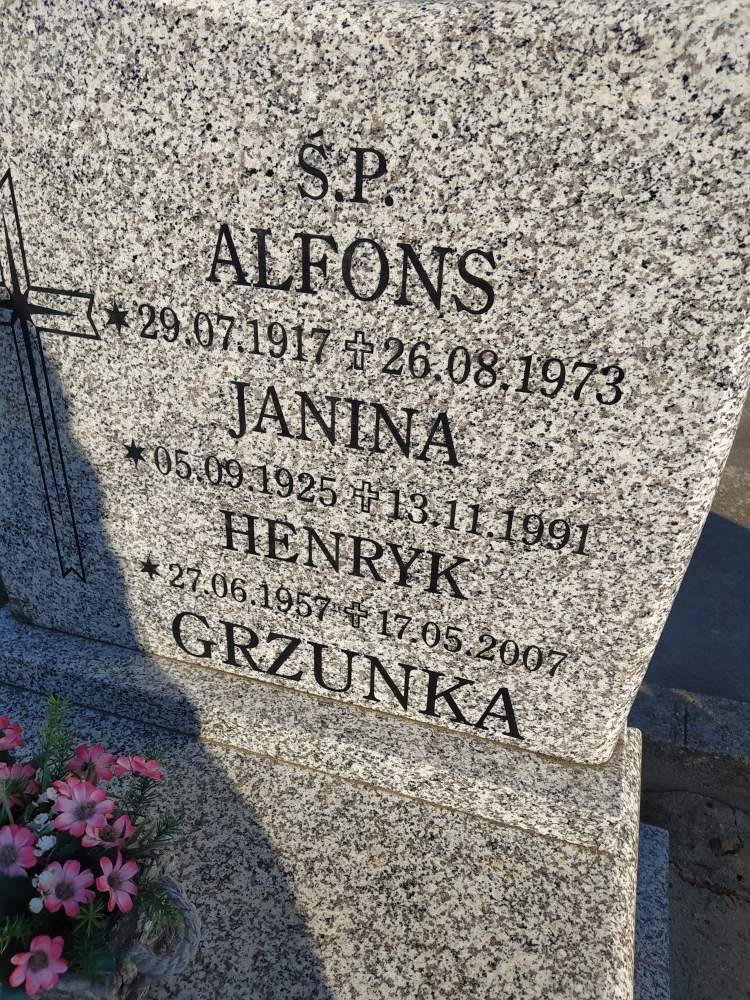 Ś.P.
ALFONS
★29.07.1917 ✝ 26.08.1973
JANINA
★05.09.1925 ✝ 13.11.1991
HENRYK
★27.06.1957 ✝ 17.05.2007
GRZUNKA